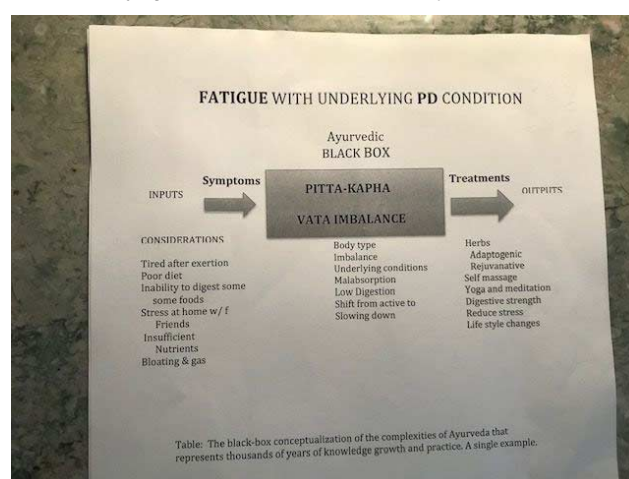 FATIGUE WITH UNDERLYING PD CONDITION
Ayurvedic
BLACK BOX
INPUTS
Symptoms
PITTA-KAPHA
VATA IMBALANCE
Treatments
OUTPUTS
CONSIDERATIONS
Tired after exertion
Poor diet
Inability to digest some
some foods
Stress at home w/ f
Friends
Insufficient
Nutrients
Bloating & gas
Body type
Imbalance
Underlying conditions
Malabsorption
Low Digestion
Shift from active to
Slowing down
Herbs
Adaptogenic
Rejuvanative
Self massage
Yoga and meditation
Digestive strength
Reduce stress
Life style changes
Table: The black-box conceptualization of the complexities of Ayurveda that
represents thousands of years of knowledge growth and practice. A single example.